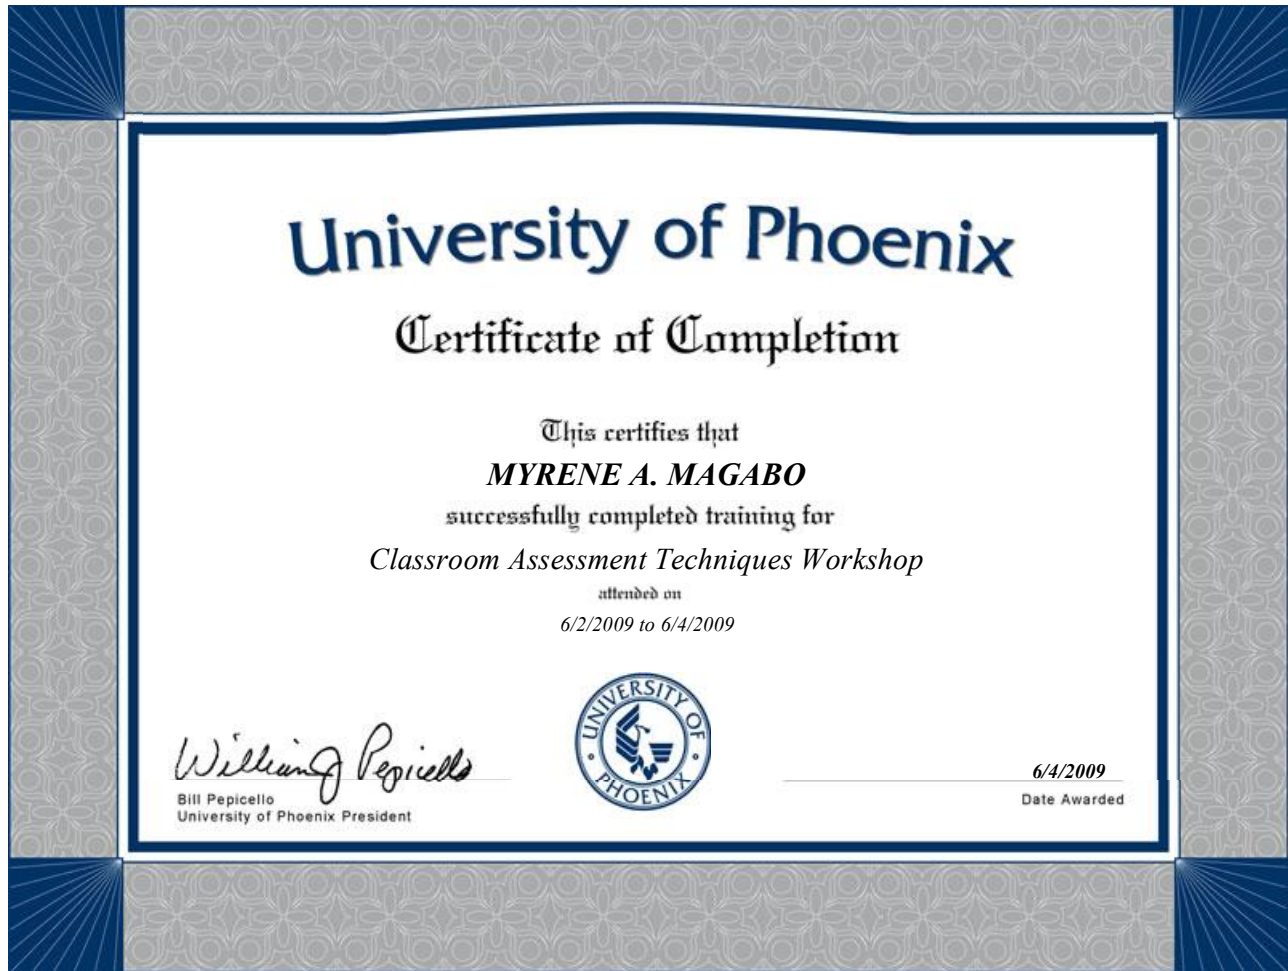 University of Phoenix
Certificate of Completion
This certifies that
MYRENE A. MAGABO
successfully completed training for
Classroom Assessment Techniques Workshop
attended on
6/2/2009 to 6/4/2009
William J Pepicello
Bill Pepicello
University of Phoenix President
UNIVERSITY OF PHOENIX
6/4/2009
Date Awarded